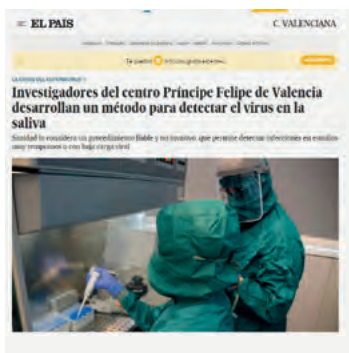 EL PAÍS
C. VALENCIANA
Investigadores del centro Príncipe Felipe de Valencia
desarrollan un método para detectar el virus en la
saliva
Sanidad lo considera un procedimiento fiable y no invasivo, que permite detectar infecciones en estadios
muy tempranos o con baja carga viral